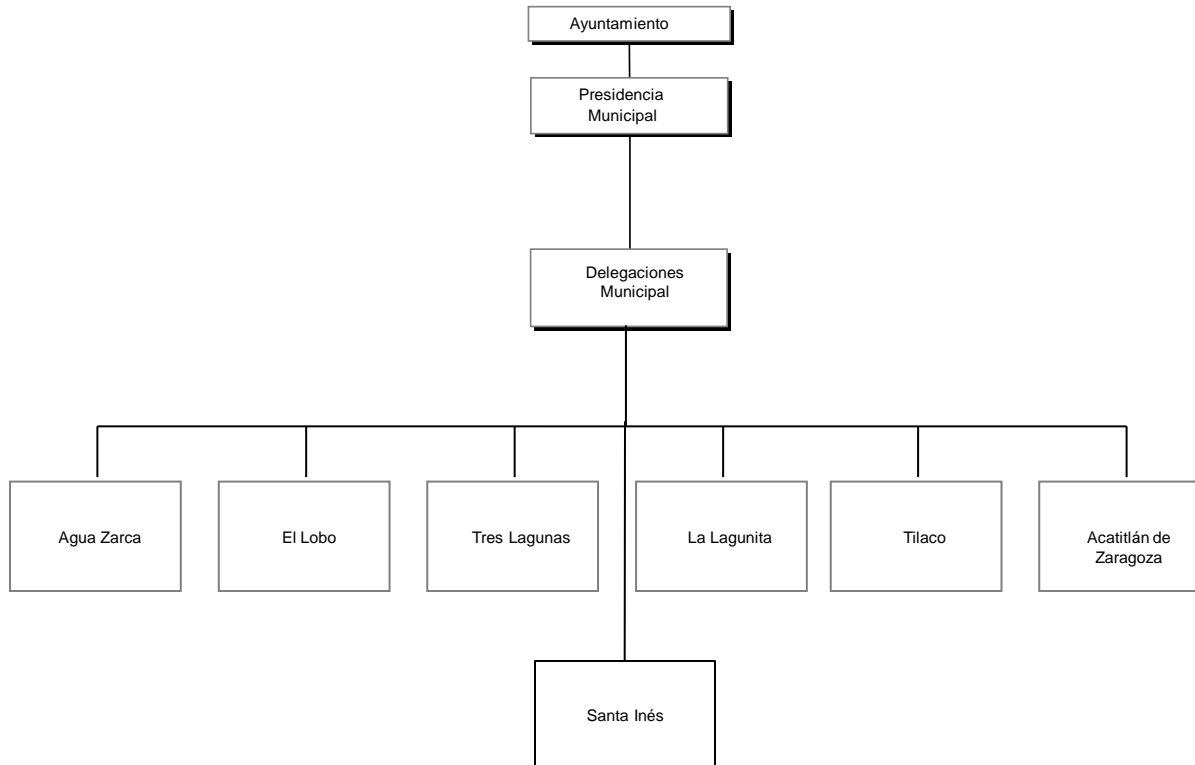 Ayuntamiento
Presidencia
Municipal
Delegaciones
Municipal
Agua Zarca
El Lobo
Tres Lagunas
La Lagunita
Tilaco
Acatitlán de
Zaragoza
Santa Inés